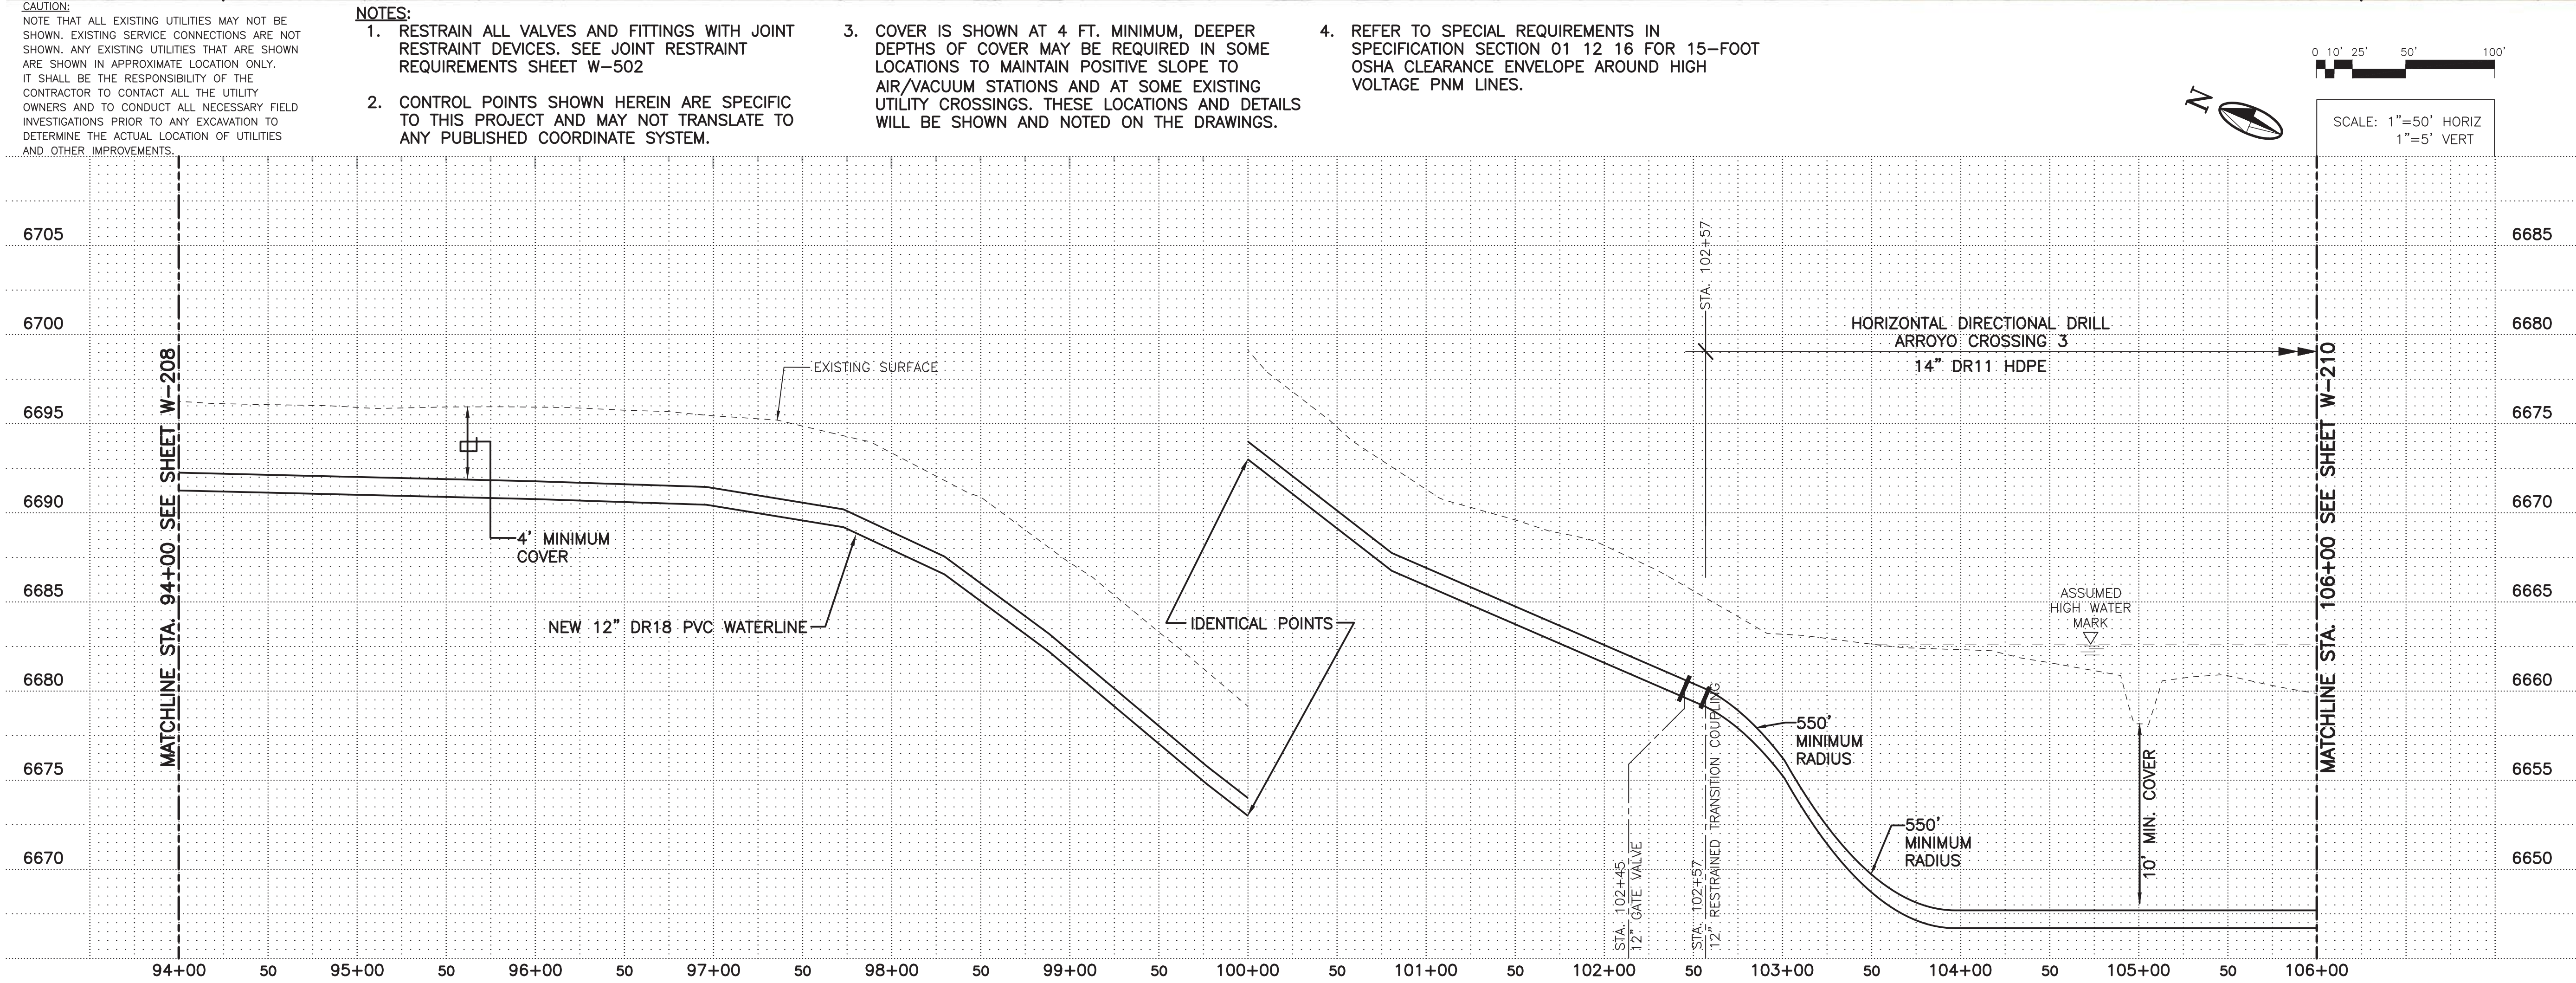 CAUTION:
NOTE THAT ALL EXISTING UTILITIES MAY NOT BE
SHOWN. EXISTING SERVICE CONNECTIONS ARE NOT
SHOWN. ANY EXISTING UTILITIES THAT ARE SHOWN
ARE SHOWN IN APPROXIMATE LOCATION ONLY.
IT SHALL BE THE RESPONSIBILITY OF THE
CONTRACTOR TO CONTACT ALL THE UTILITY
OWNERS AND TO CONDUCT ALL NECESSARY FIELD
INVESTIGATIONS PRIOR TO ANY EXCAVATION TO
DETERMINE THE ACTUAL LOCATION OF UTILITIES
AND OTHER IMPROVEMENTS.
NOTES:
1. RESTRAIN ALL VALVES AND FITTINGS WITH JOINT
RESTRAINT DEVICES. SEE JOINT RESTRAINT
REQUIREMENTS SHEET W-502
2. CONTROL POINTS SHOWN HEREIN ARE SPECIFIC
TO THIS PROJECT AND MAY NOT TRANSLATE TO
ANY PUBLISHED COORDINATE SYSTEM.
3. COVER IS SHOWN AT 4 FT. MINIMUM, DEEPER
DEPTHS OF COVER MAY BE REQUIRED IN SOME
LOCATIONS TO MAINTAIN POSITIVE SLOPE TO
AIR/VACUUM STATIONS AND AT SOME EXISTING
UTILITY CROSSINGS. THESE LOCATIONS AND DETAILS
WILL BE SHOWN AND NOTED ON THE DRAWINGS.
4. REFER TO SPECIAL REQUIREMENTS IN
SPECIFICATION SECTION 01 12 16 FOR 15-FOOT
OSHA CLEARANCE ENVELOPE AROUND HIGH
VOLTAGE PNM LINES.
0 10' 25' 50' 100'
N
SCALE: 1"=50' HORIZ
1"=5' VERT
6705
6700
6695
6690
6685
6680
6675
6670
MATCHLINE STA. 94+00 SEE SHEET W-208
EXISTING SURFACE
4' MINIMUM
COVER
NEW 12" DR18 PVC WATERLINE
IDENTICAL POINTS
STA. 102+57
HORIZONTAL DIRECTIONAL DRILL
ARROYO CROSSING 3
14" DR11 HDPE
ASSUMED
HIGH WATER
MARK
550'
MINIMUM
RADIUS
550'
MINIMUM
RADIUS
10' MIN. COVER
STA. 102+45
12" GATE VALVE
STA. 102+57
12" RESTRAINED TRANSITION COUPLING
MATCHLINE STA. 106+00 SEE SHEET W-210
6685
6680
6675
6670
6665
6660
6655
6650
94+00 50 95+00 50 96+00 50 97+00 50 98+00 50 99+00 50 100+00 50 101+00 50 102+00 50 103+00 50 104+00 50 105+00 50 106+00